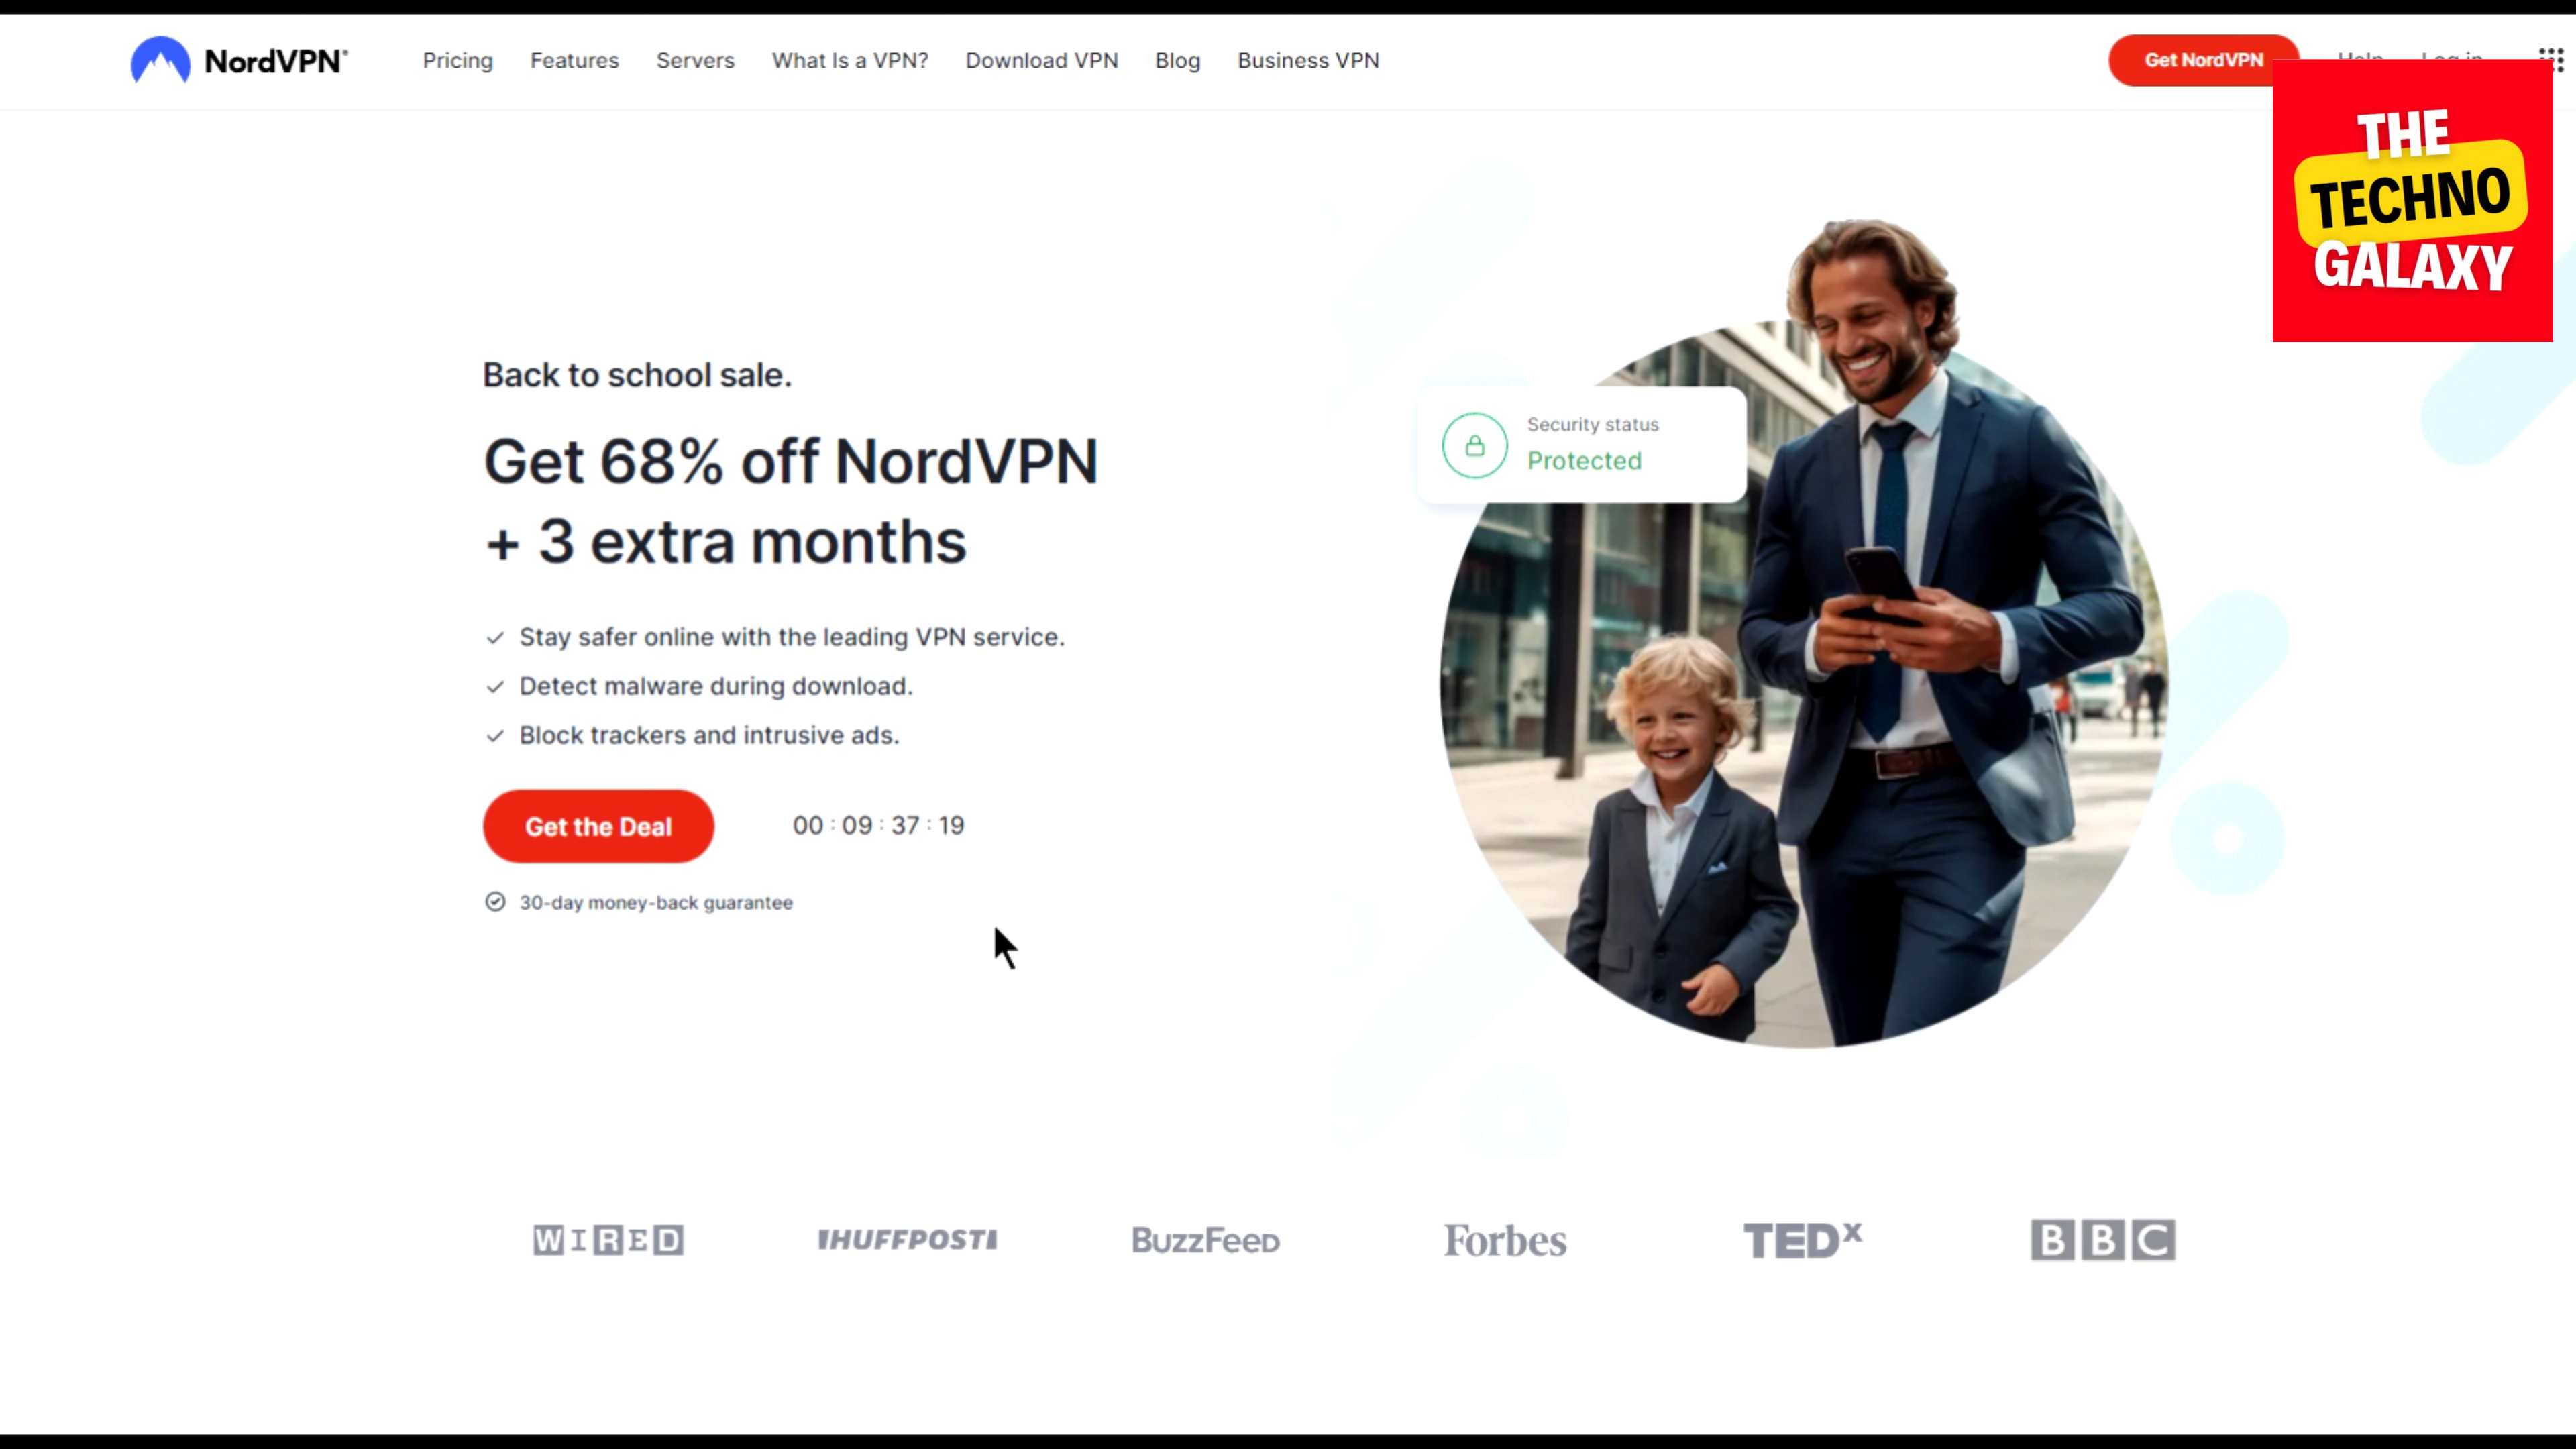 NordVPN®
Pricing
Features
Servers
What Is a VPN?
Download VPN
Blog
Business VPN
Get NordVPN
Help
Log in
THE
TECHNO
GALAXY
Back to school sale.
Get 68% off NordVPN
+ 3 extra months
Stay safer online with the leading VPN service.
Detect malware during download.
Block trackers and intrusive ads.
Get the Deal
00 : 09 : 37 : 19
30-day money-back guarantee
Security status
Protected
WIRED
HUFFPOST
BuzzFeed
Forbes
TEDx
BBC